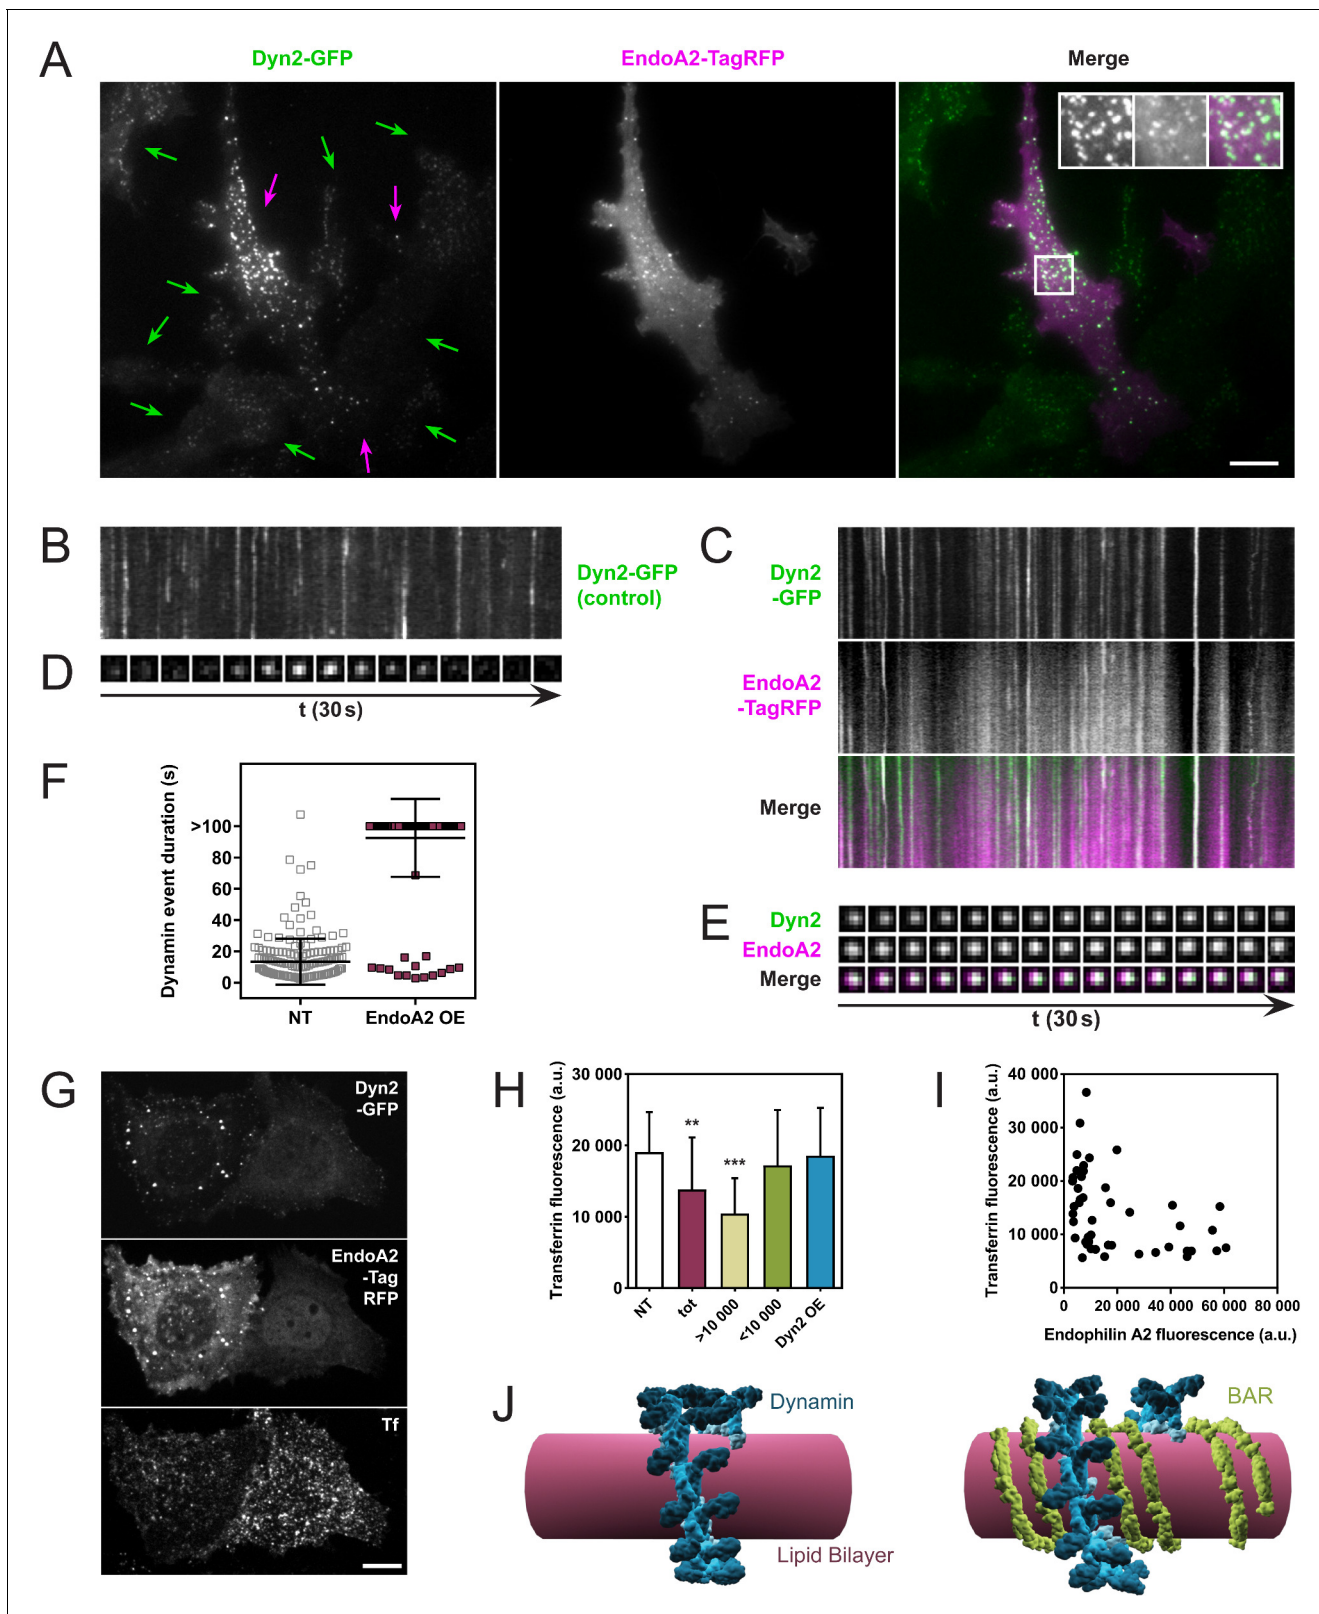 A
Dyn2-GFP
EndoA2-TagRFP
Merge
B
Dyn2-GFP
(control)
C
Dyn2
-GFP
EndoA2
-TagRFP
Merge
D
t (30 s)
E
Dyn2
EndoA2
Merge
t (30 s)
F
Dynamin event duration (s)
>100
80
60
40
20
0
NT
EndoA2 OE
G
Dyn2
-GFP
EndoA2
-Tag
RFP
Tf
H
Transferrin fluorescence (a.u.)
30 000
20 000
10 000
0
**
***
NT
tot
>10 000
<10 000
Dyn2 OE
I
Transferrin fluorescence (a.u.)
40 000
30 000
20 000
10 000
0
0
20 000
40 000
60 000
80 000
Endophilin A2 fluorescence (a.u.)
J
Dynamin
Lipid Bilayer
BAR